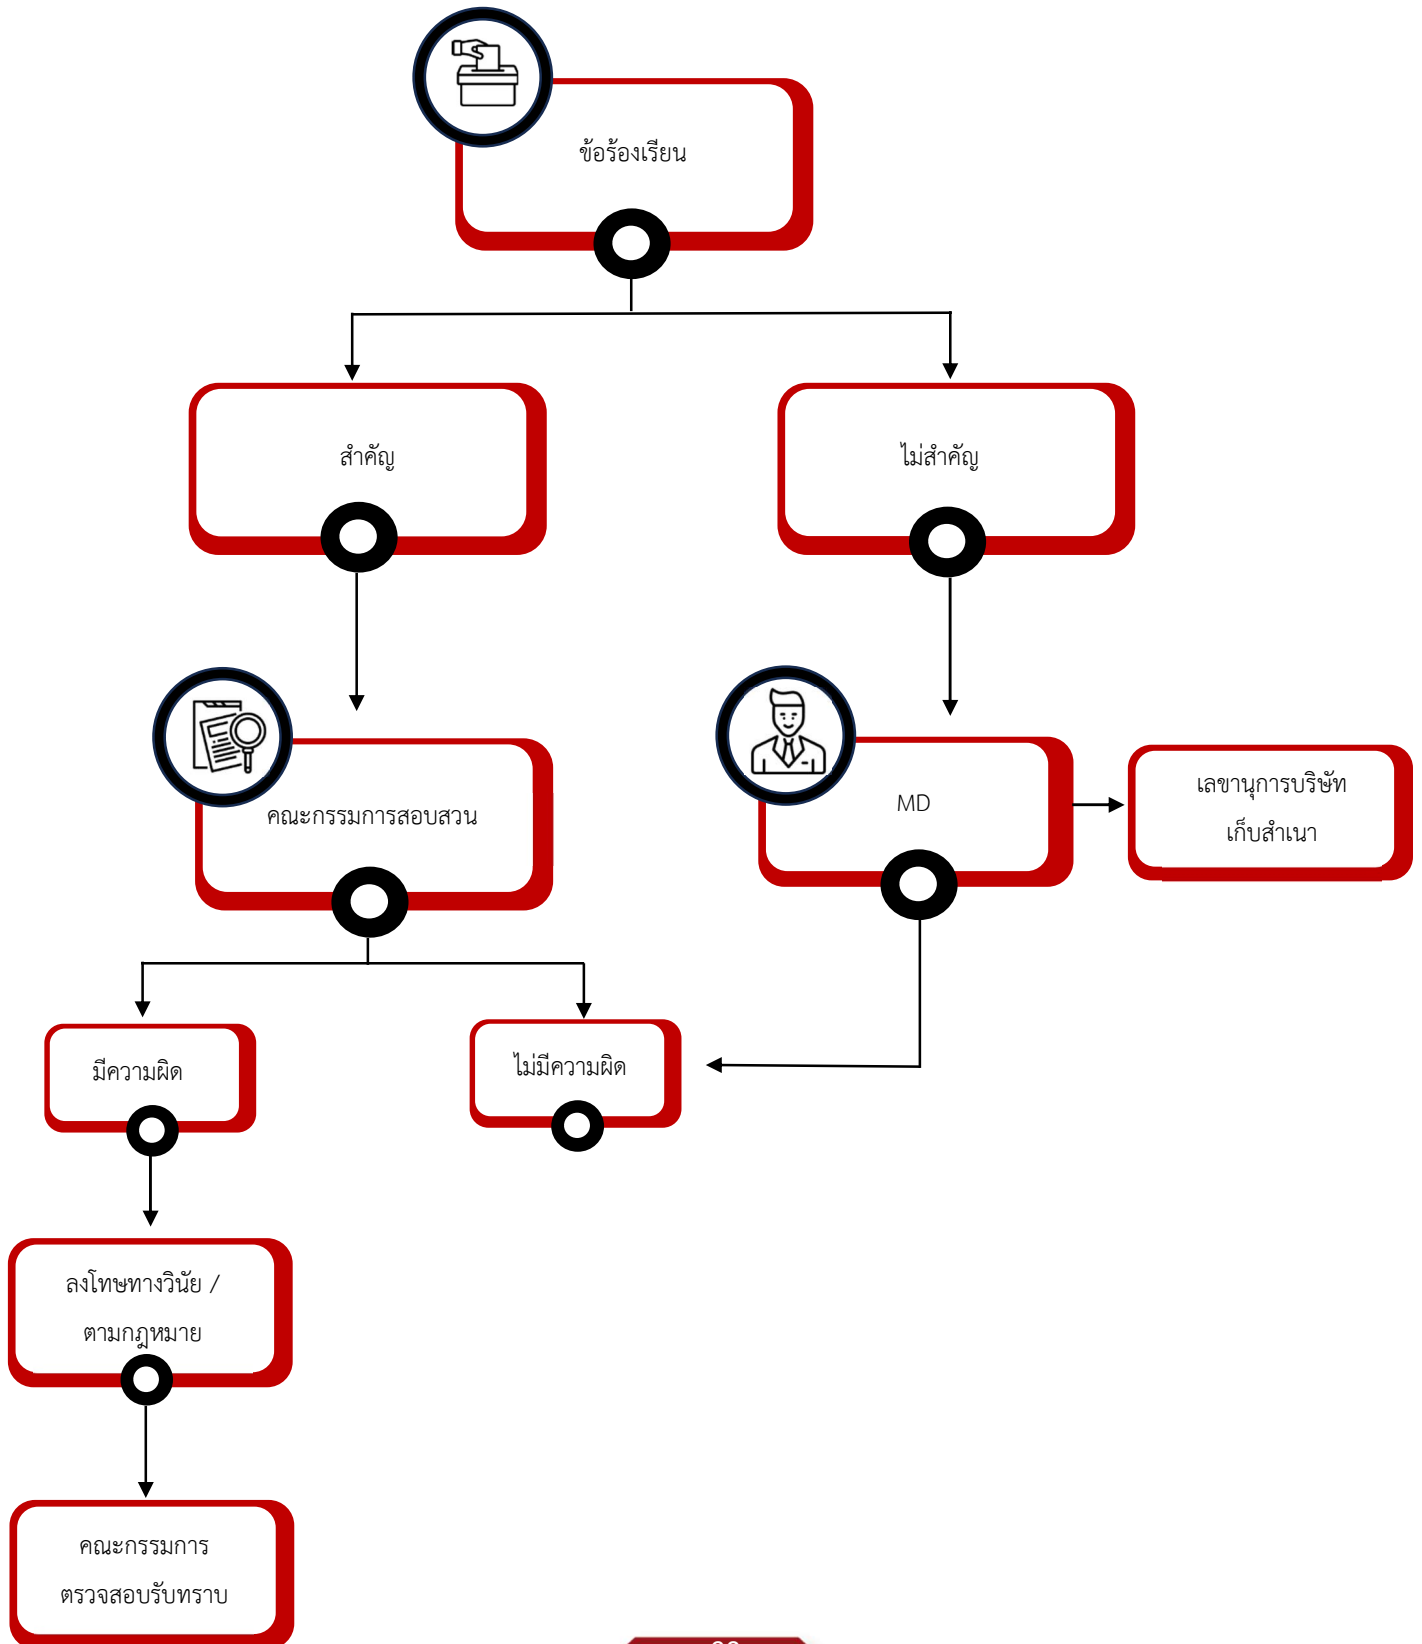 ข้อร้องเรียน
สำคัญ
ไม่สำคัญ
คณะกรรมการสอบสวน
MD
เลขานุการบริษัท
เก็บสำเนา
มีความผิด
ไม่มีความผิด
ลงโทษทางวินัย /
ตามกฎหมาย
คณะกรรมการ
ตรวจสอบรับทราบ